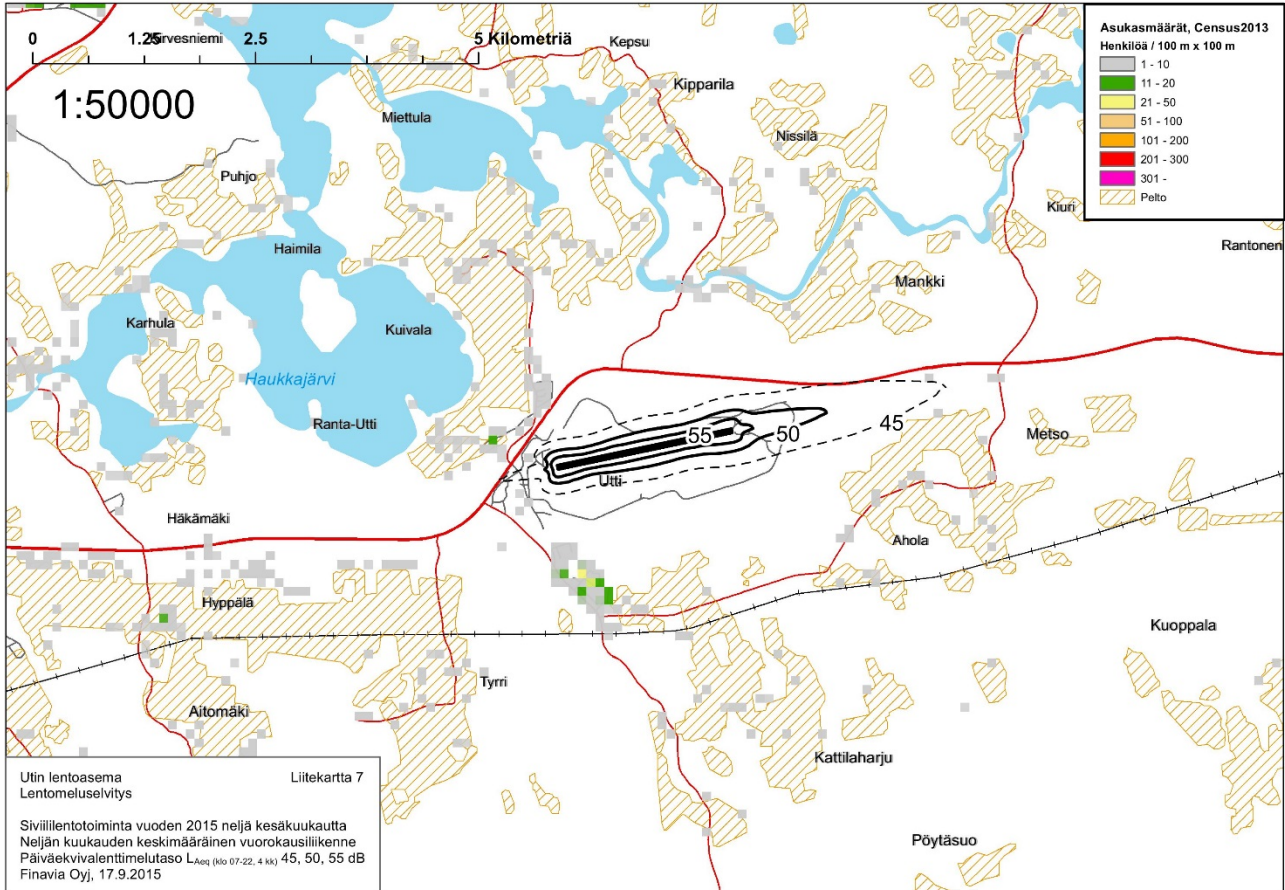 0 1.25 2.5 5 Kilometriä
1:50000
Kepsu
Kipparila
Miettula
Nissilä
Puhjo
Kiuri
Rantonen
Haimila
Mankki
Karhula
Kuivala
Haukkajärvi
Ranta-Utti
55 50 45
Metso
Utti
Häkämäki
Ahola
Hyppälä
Kuoppala
Tyrri
Aitomäki
Kattilaharju
Pöytäsuo
Asukasmäärät, Census2013
Henkilöä / 100 m x 100 m
1 - 10
11 - 20
21 - 50
51 - 100
101 - 200
201 - 300
301 -
Pelto
Utin lentoasema Liitekartta 7
Lentomeluselvitys
Siviililentotoiminta vuoden 2015 neljä kesäkuukautta
Neljän kuukauden keskimääräinen vuorokausiliikenne
Päiväekvivalenttimelutaso LAeq (klo 07-22, 4 kk) 45, 50, 55 dB
Finavia Oyj, 17.9.2015